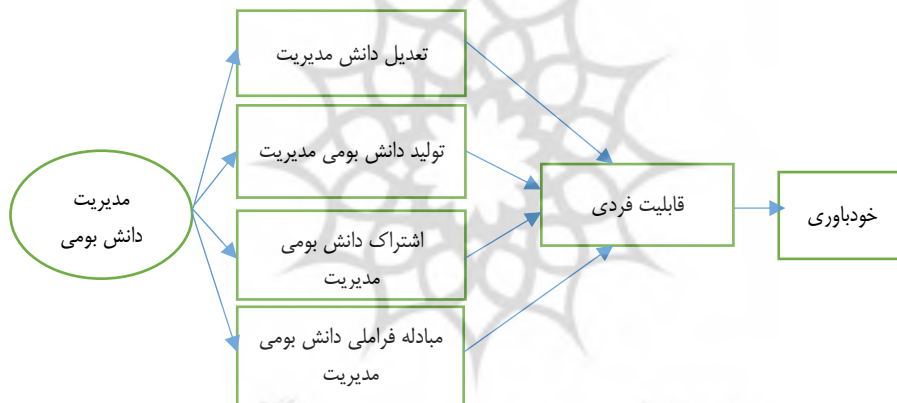 تعدیل دانش مدیریت
تولید دانش بومی مدیریت
مدیریت
دانش بومی
قابلیت فردی
خودباوری
اشتراک دانش بومی
مدیریت
مبادله فراملی دانش بومی
مدیریت